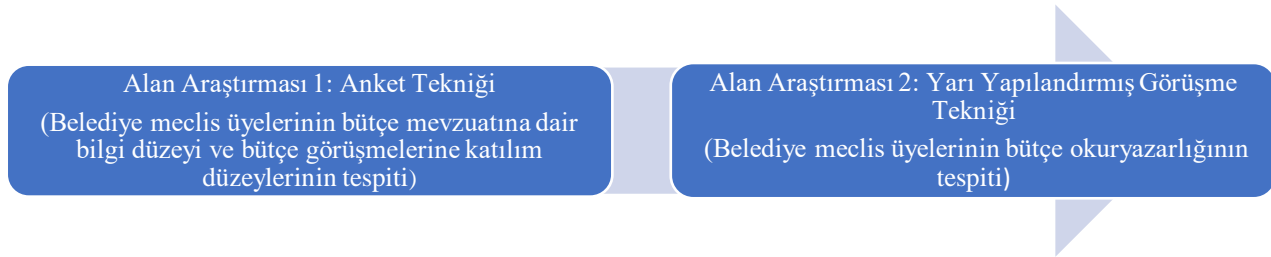 Alan Araştırması 1: Anket Tekniği
(Belediye meclis üyelerinin bütçe mevzuatına dair
bilgi düzeyi ve bütçe görüşmelerine katılım
düzeylerinin tespiti)
Alan Araştırması 2: Yarı Yapılandırmış Görüşme
Tekniği
(Belediye meclis üyelerinin bütçe okuryazarlığının
tespiti)